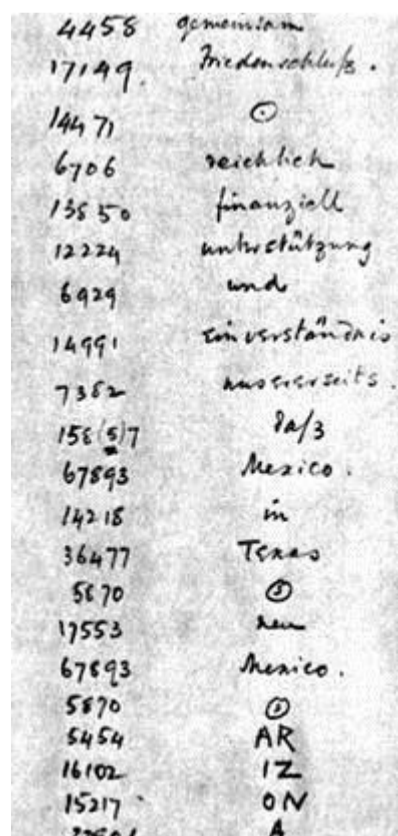 4458 gemeinsam
17149 Friedenschluß.
14471 ⊙
6706 reichlich
13850 finanziell
12224 unterstützung
6929 und
14991 einverständnis
7382 unsererseits.
158(5)7 daß
67893 Mexico.
14218 in
36477 Texas
5870 ⊙
17553 neu
67893 Mexico.
5870 ⊙
5454 AR
16102 IZ
15217 ON
A